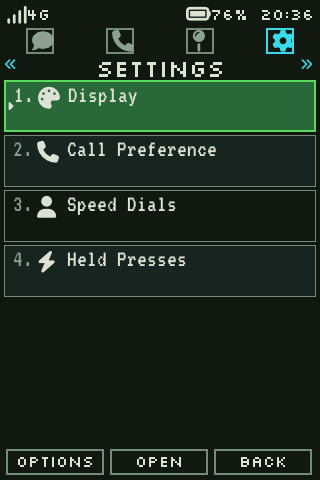 4G 76% 20:36
« SETTINGS »
1. Display
2. Call Preference
3. Speed Dials
4. Held Presses
OPTIONS OPEN BACK